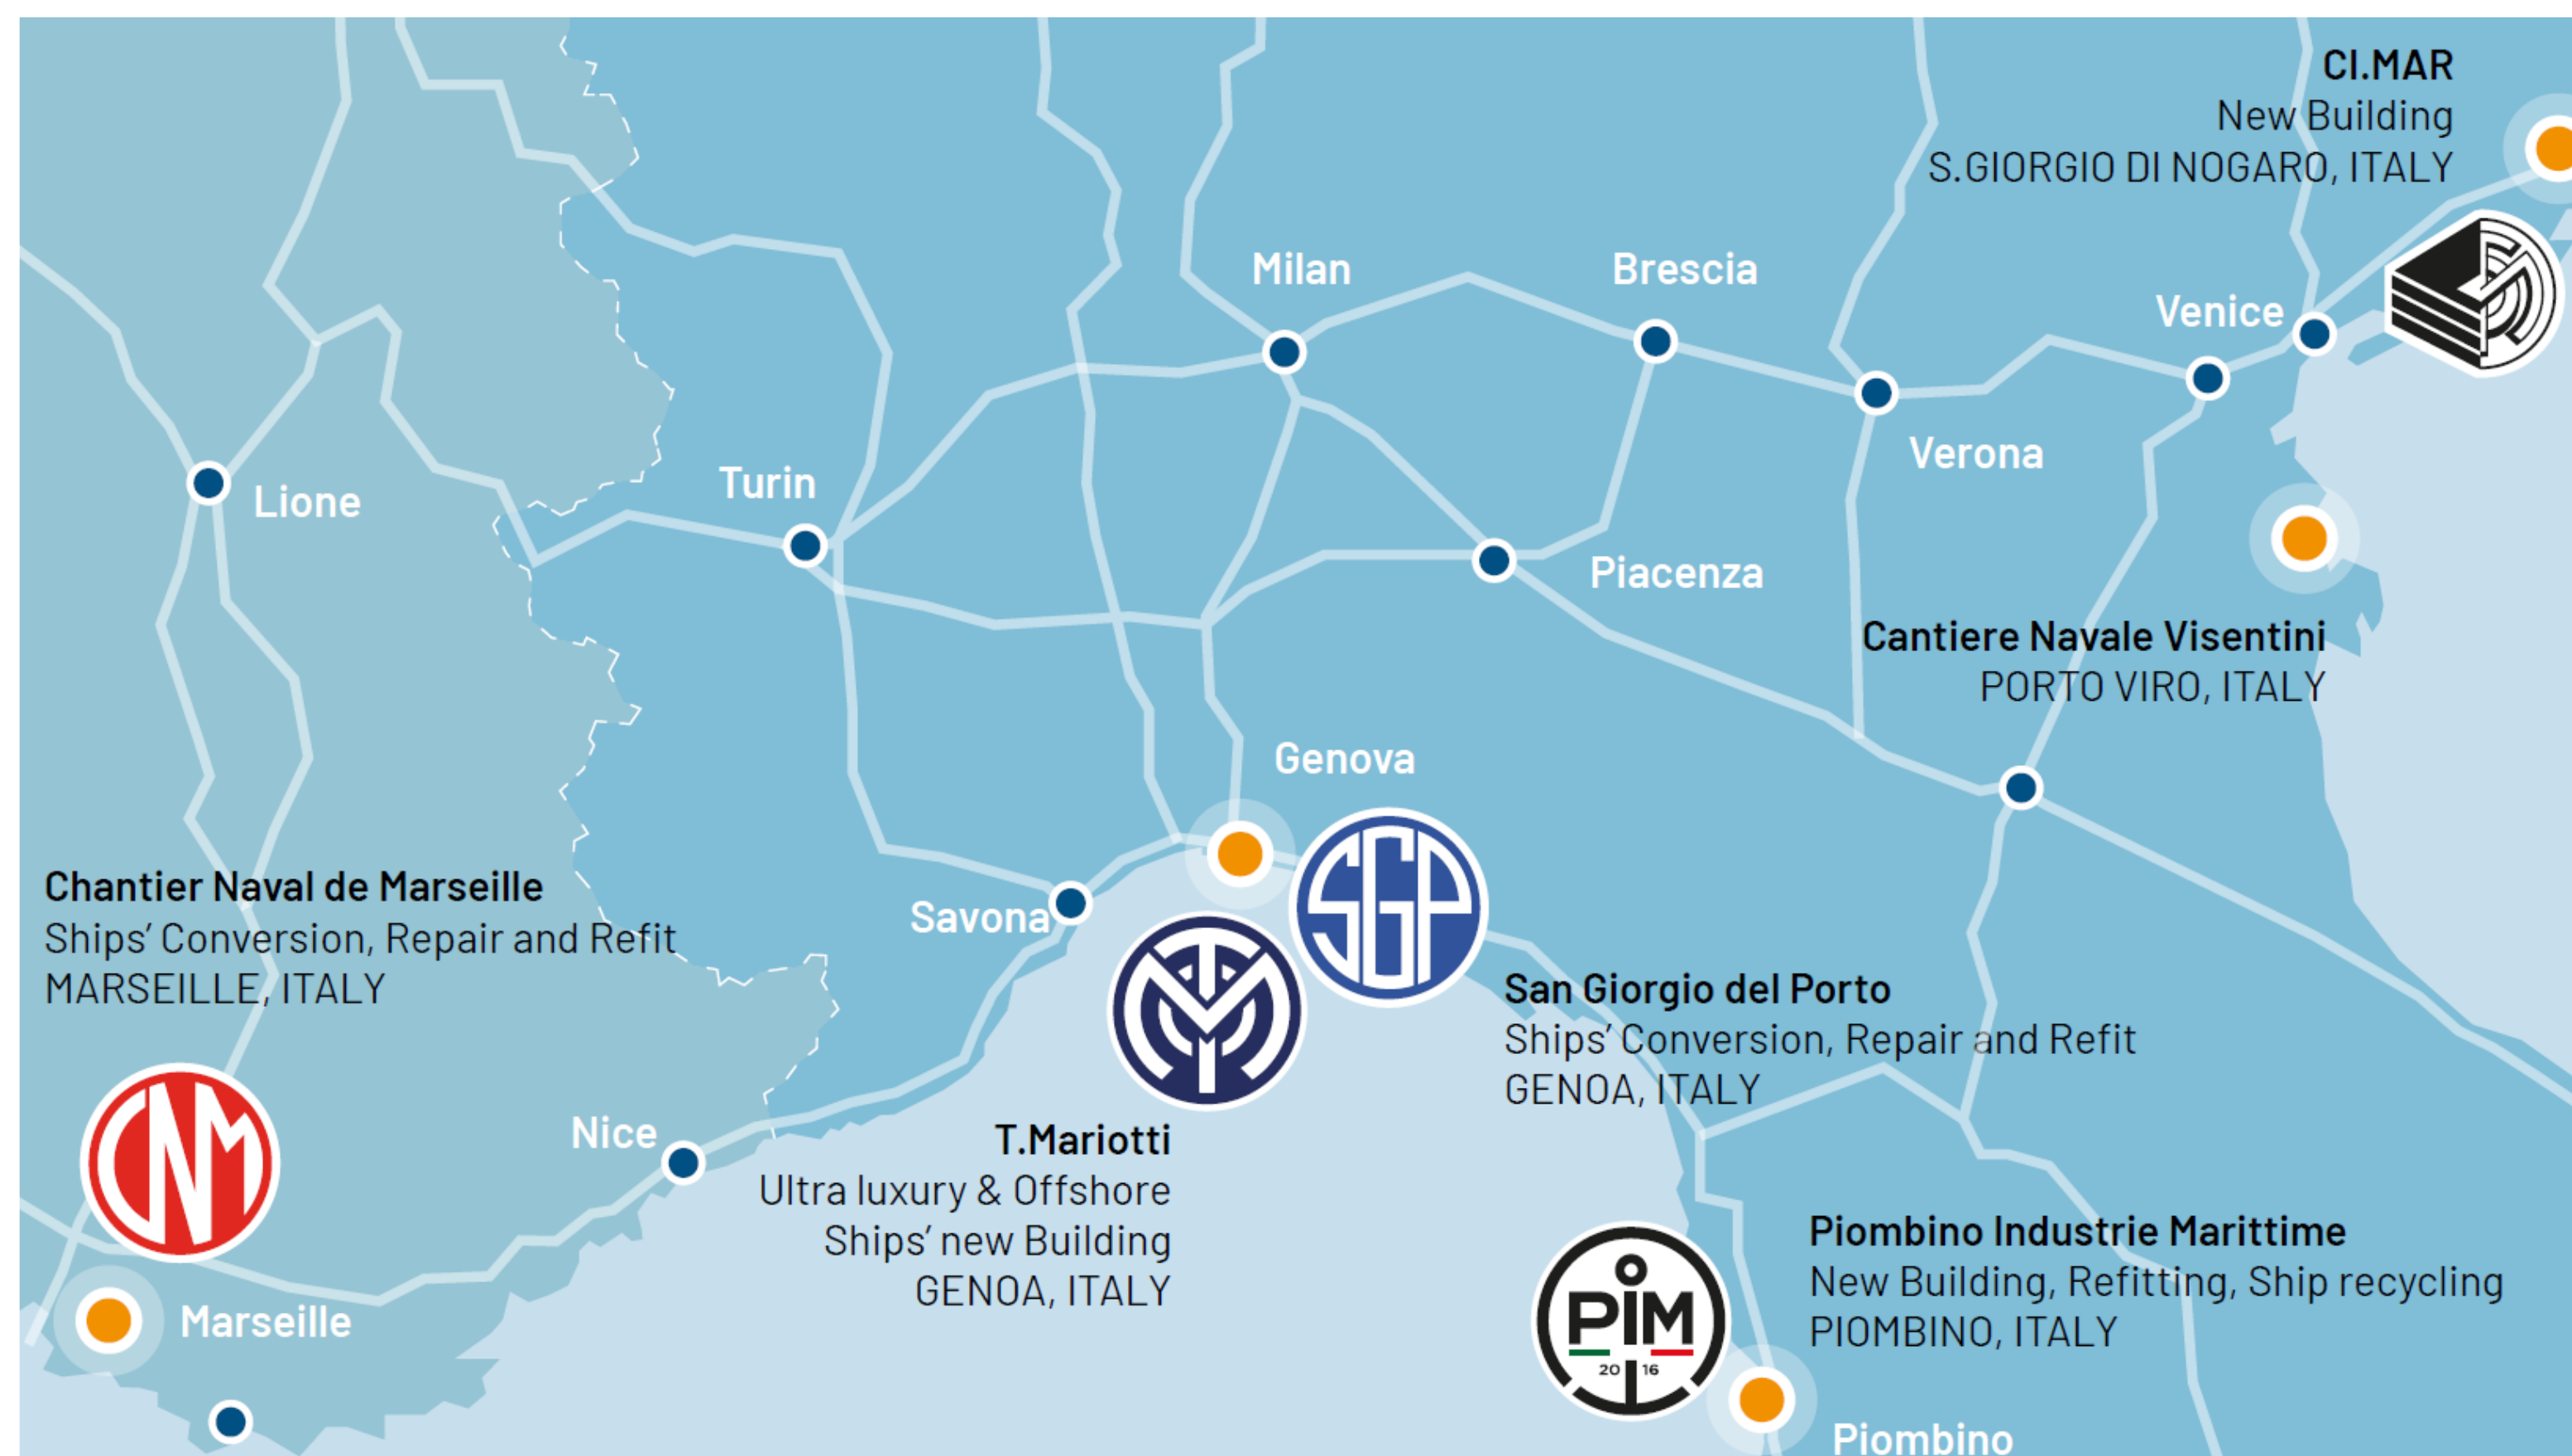 CI.MAR
New Building
S.GIORGIO DI NOGARO, ITALY
Milan
Brescia
Venice
Verona
Lione
Turin
Piacenza
Cantiere Navale Visentini
PORTO VIRO, ITALY
Genova
SGP
Savona
Chantier Naval de Marseille
Ships' Conversion, Repair and Refit
MARSEILLE, ITALY
San Giorgio del Porto
Ships' Conversion, Repair and Refit
GENOA, ITALY
CNM
Nice
T.Mariotti
Ultra luxury & Offshore
Ships' new Building
GENOA, ITALY
Piombino Industrie Marittime
New Building, Refitting, Ship recycling
PIOMBINO, ITALY
PIM
20 16
Marseille
Piombino